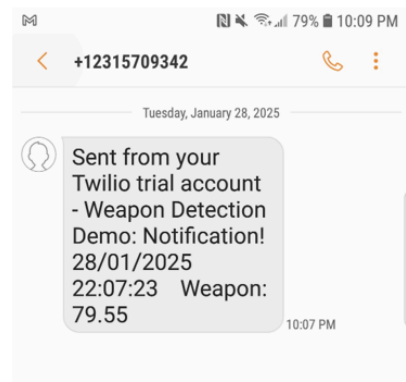 79% 10:09 PM
+12315709342
Tuesday, January 28, 2025
Sent from your
Twilio trial account
- Weapon Detection
Demo: Notification!
28/01/2025
22:07:23 Weapon:
79.55
10:07 PM